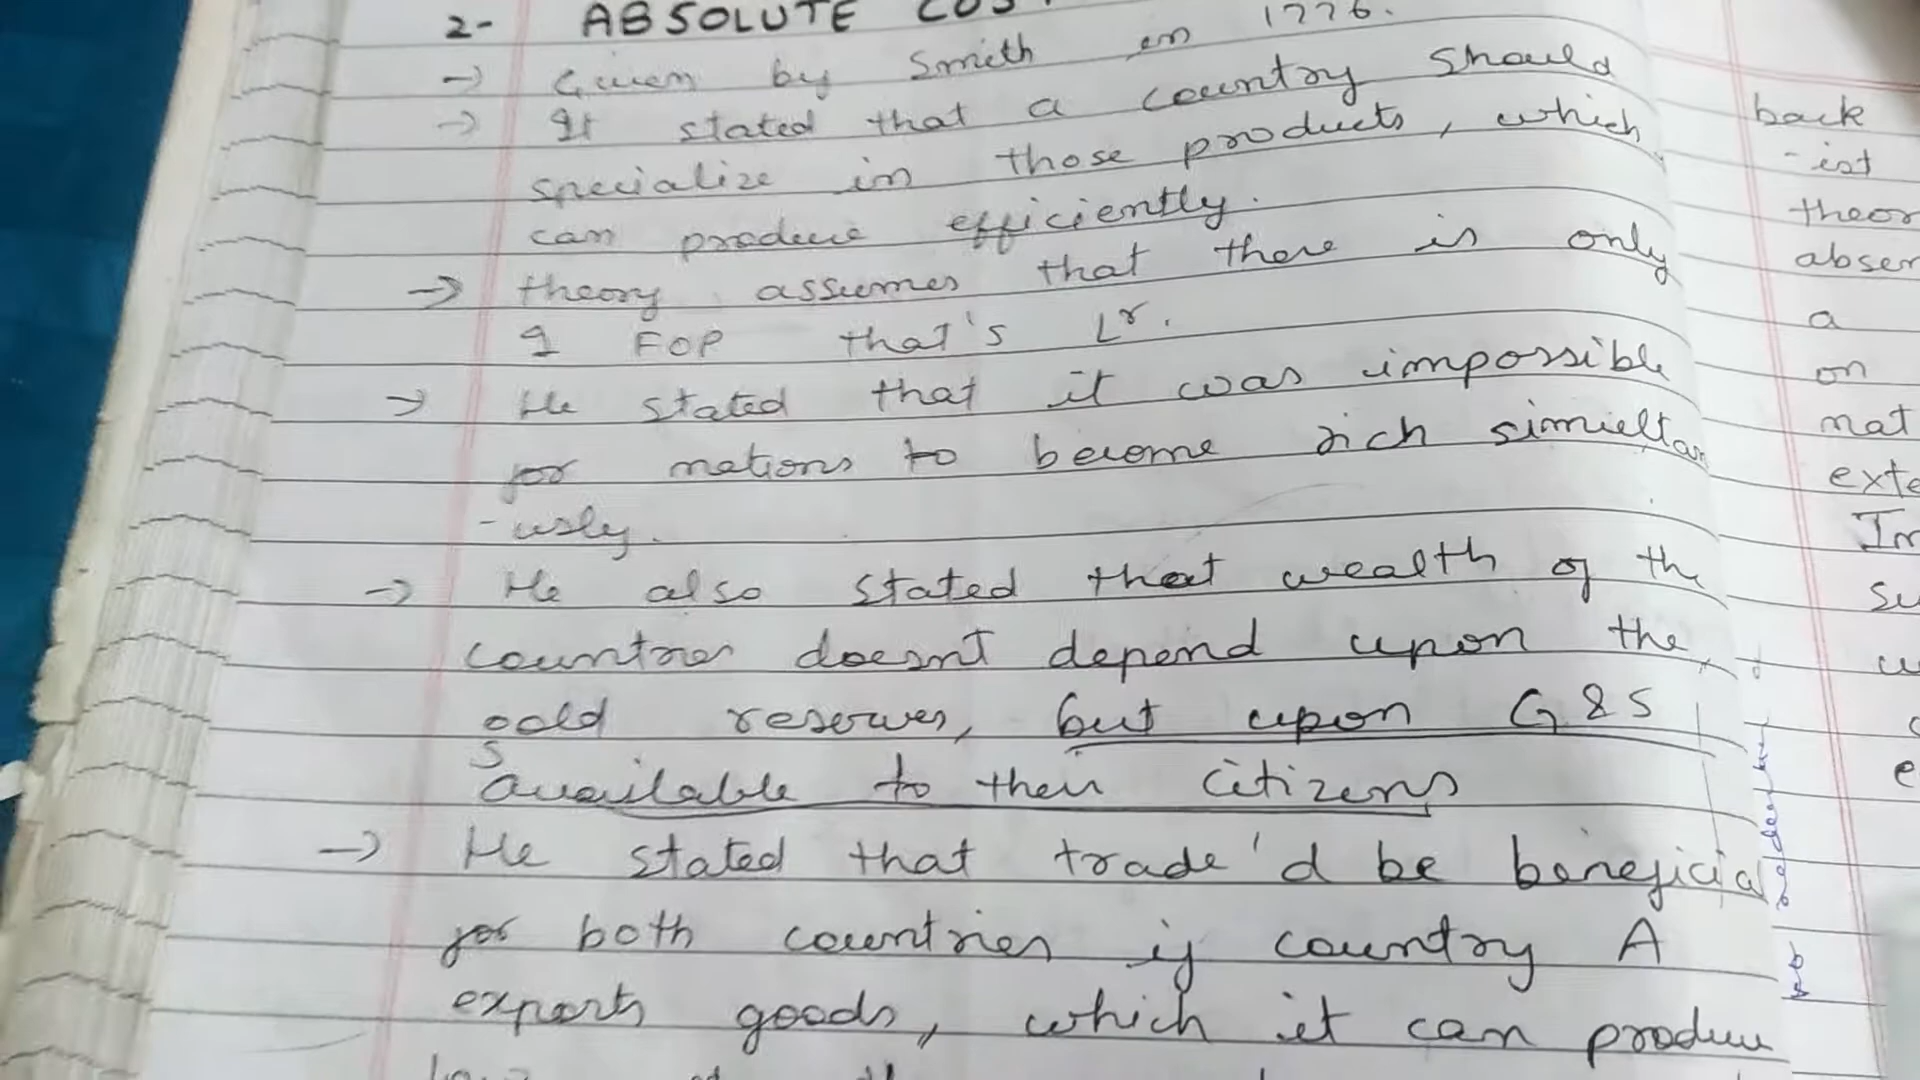 2- ABSOLUTE COS
→ Given by Smith in 1776.
→ It stated that a country should
specialize in those products, which
can produce efficiently.
→ theory assumes that there is only
1 FOP that's Lr.
→ He stated that it was impossible
for nations to become rich simultan
-usly.
→ He also stated that wealth of the
countries doesnt depend upon the
gold reserves, but upon G & S
available to their citizens
→ He stated that trade 'd be beneficial
for both countries if country A
exports goods, which it can produce
back
-ist
theor
absen
a
on
nat
exte
Im
su
u
e